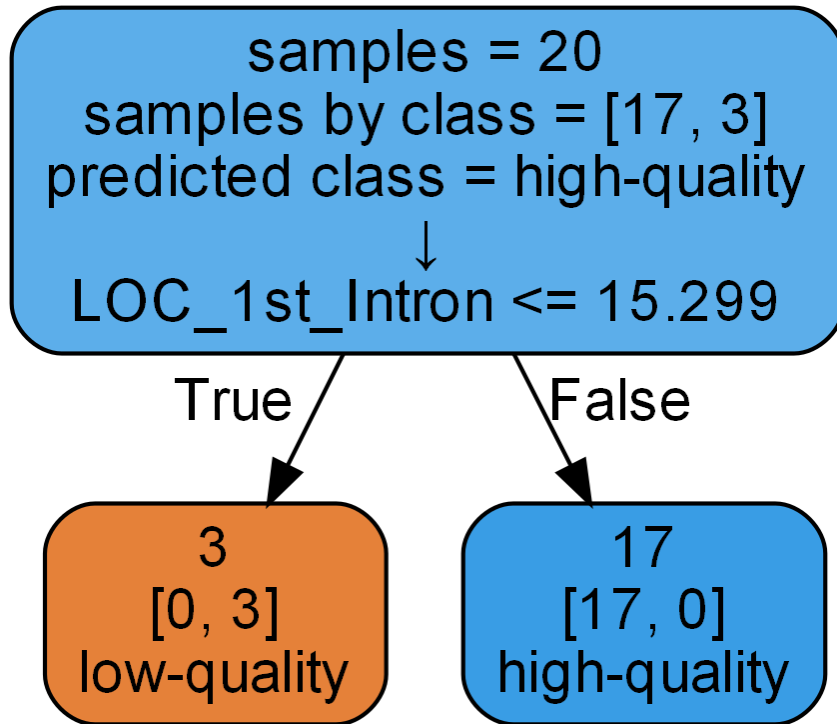 samples = 20
samples by class = [17, 3]
predicted class = high-quality
↓
LOC_1st_Intron <= 15.299
True
False
3
[0, 3]
low-quality
17
[17, 0]
high-quality